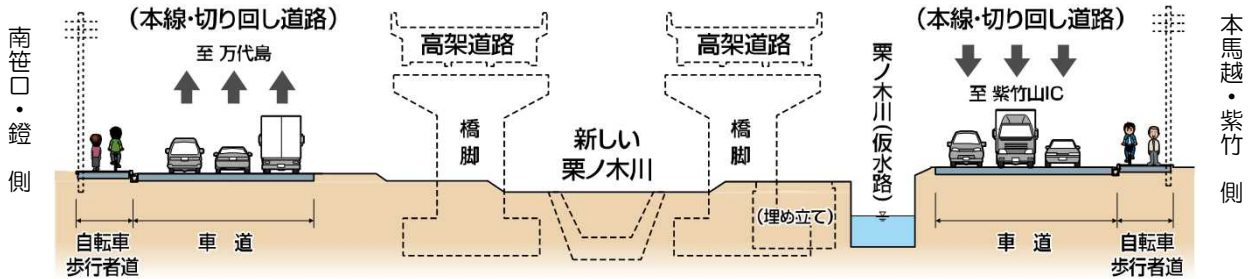 南笹口・鐙 側
(本線・切り回し道路)
至 万代島
自転車
歩行者道
車 道
高架道路
橋脚
新しい
栗ノ木川
高架道路
橋脚
(埋め立て)
栗ノ木川(仮水路)
(本線・切り回し道路)
至 紫竹山IC
車 道
自転車
歩行者道
本馬越・紫竹 側